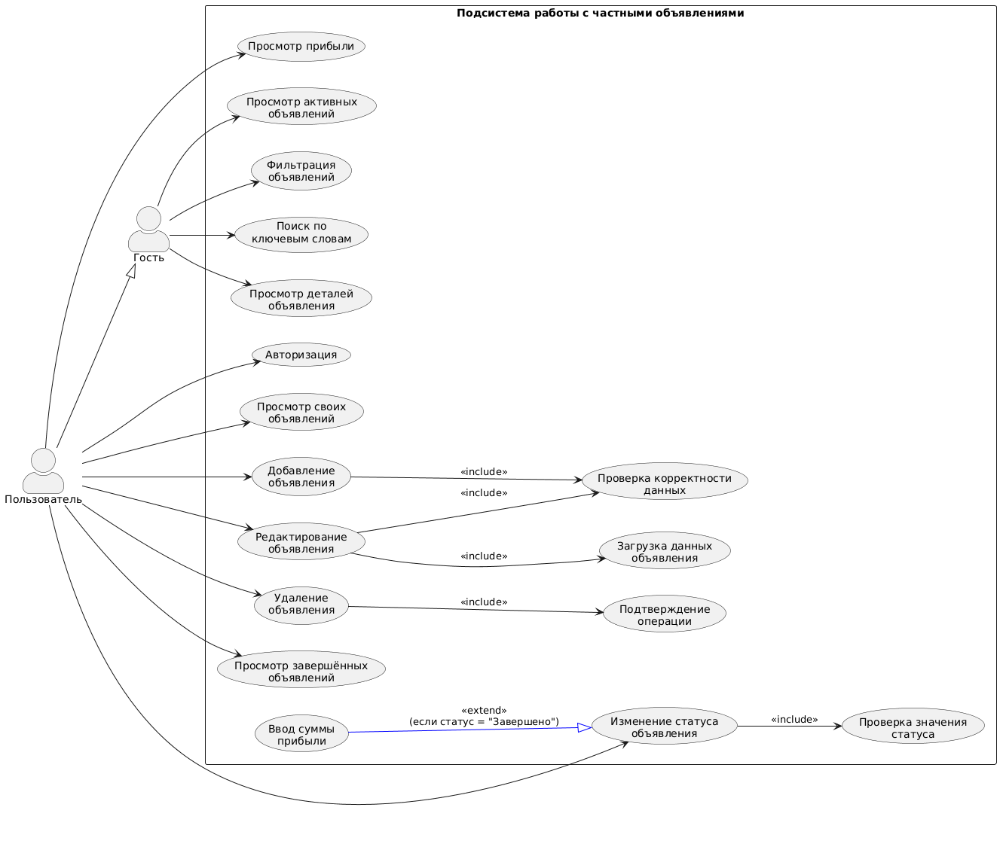 Подсистема работы с частными объявлениями
Просмотр прибыли
Просмотр активных
объявлений
Фильтрация
объявлений
Гость
Поиск по
ключевым словам
Просмотр деталей
объявления
Авторизация
Просмотр своих
объявлений
Пользователь
Добавление
объявления
«include»
Проверка корректности
данных
«include»
Редактирование
объявления
«include»
Загрузка данных
объявления
Удаление
объявления
«include»
Подтверждение
операции
Просмотр завершённых
объявлений
Ввод суммы
прибыли
«extend»
(если статус = "Завершено")
Изменение статуса
объявления
«include»
Проверка значения
статуса